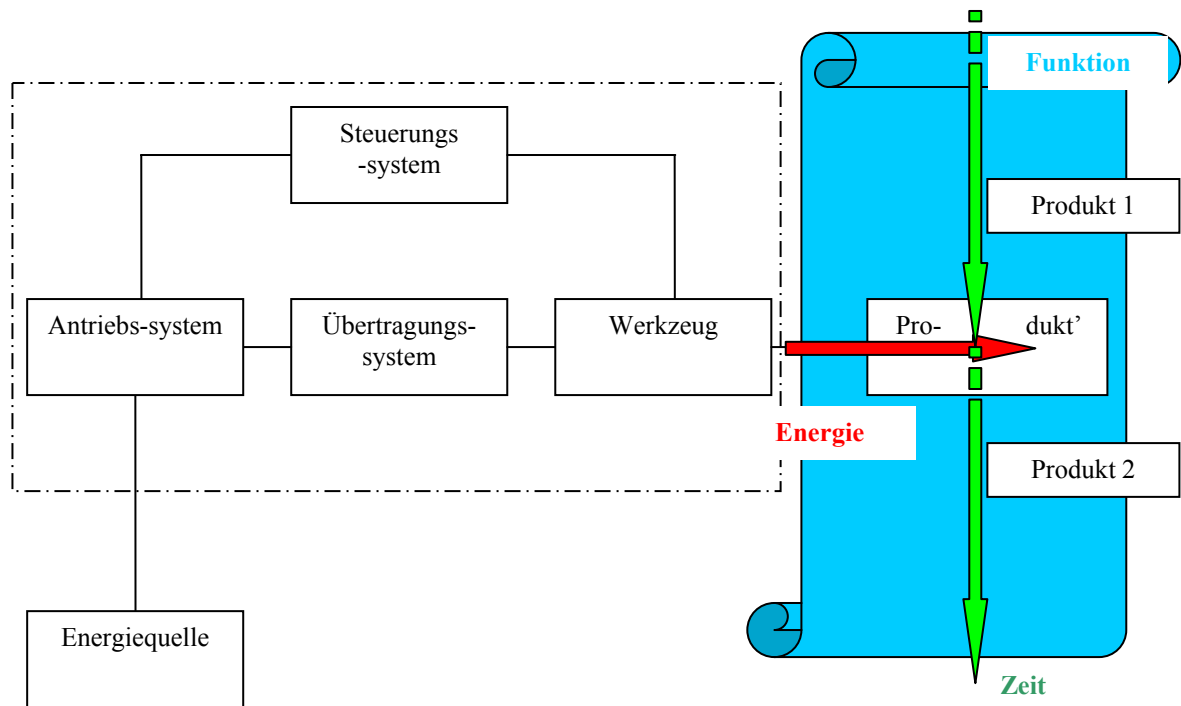 Funktion
Steuerungs
-system
Produkt 1
Antriebs-system
Übertragungs-
system
Werkzeug
Pro- dukt’
Energie
Produkt 2
Energiequelle
Zeit